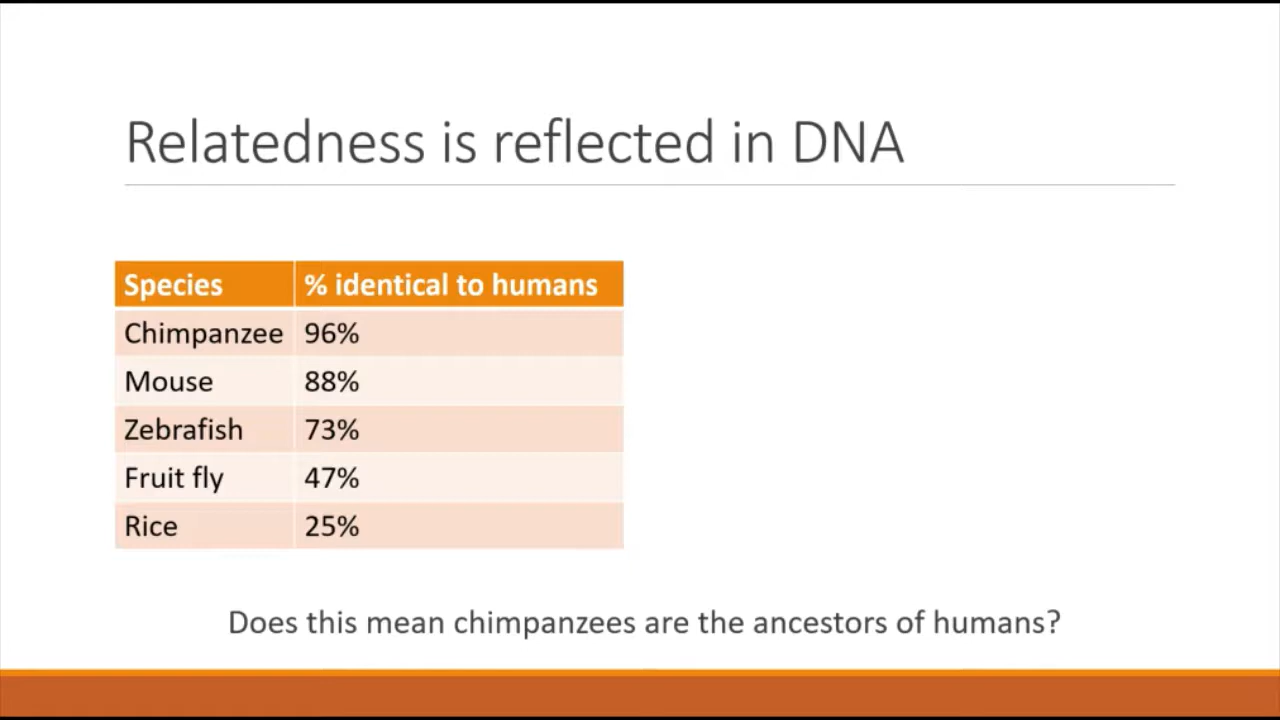 Relatedness is reflected in DNA
Species % identical to humans
Chimpanzee 96%
Mouse 88%
Zebrafish 73%
Fruit fly 47%
Rice 25%
Does this mean chimpanzees are the ancestors of humans?